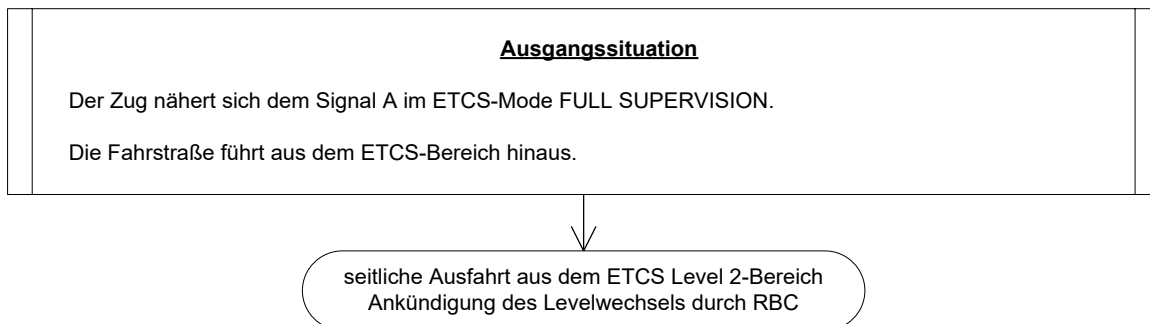 Ausgangssituation
Der Zug nähert sich dem Signal A im ETCS-Mode FULL SUPERVISION.
Die Fahrstraße führt aus dem ETCS-Bereich hinaus.
seitliche Ausfahrt aus dem ETCS Level 2-Bereich
Ankündigung des Levelwechsels durch RBC